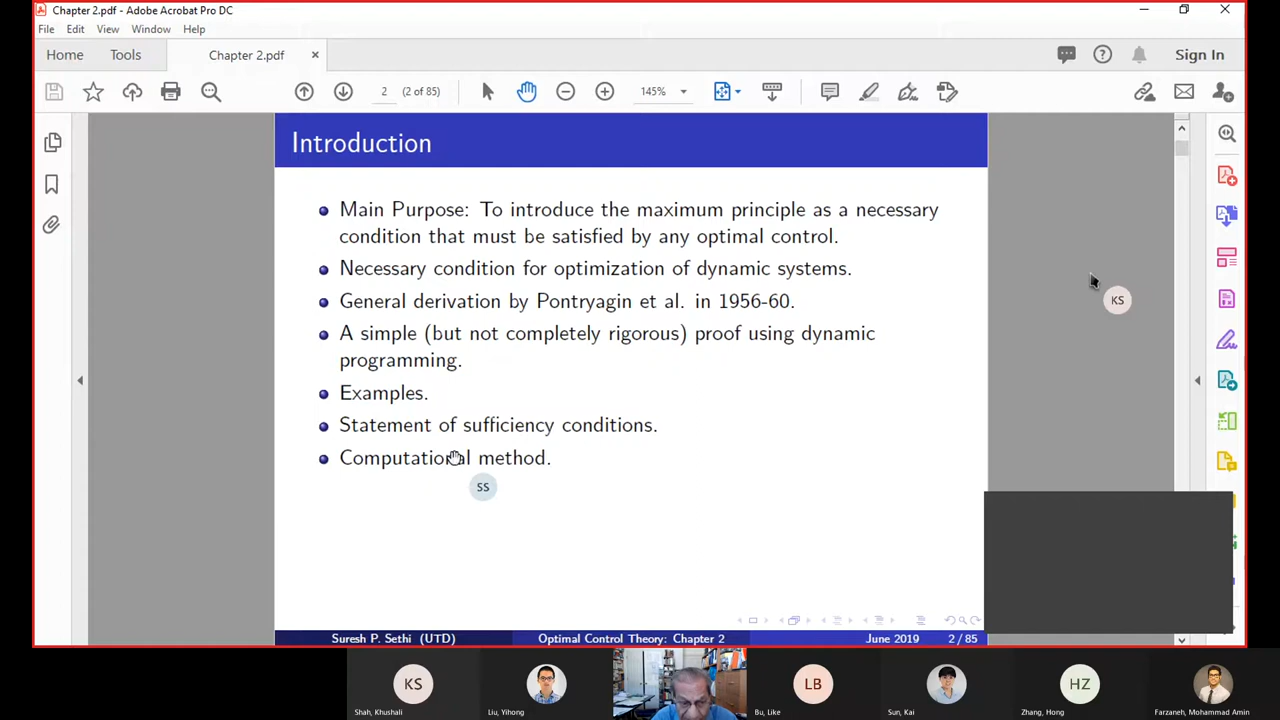 Chapter 2.pdf - Adobe Acrobat Pro DC
File Edit View Window Help
Home Tools Chapter 2.pdf Sign In
2 (2 of 85) 145%
Introduction
Main Purpose: To introduce the maximum principle as a necessary
condition that must be satisfied by any optimal control.
Necessary condition for optimization of dynamic systems.
General derivation by Pontryagin et al. in 1956-60.
KS
A simple (but not completely rigorous) proof using dynamic
programming.
Examples.
Statement of sufficiency conditions.
Computational method.
SS
Suresh P. Sethi (UTD) Optimal Control Theory: Chapter 2 June 2019 2 / 85
KS LB HZ
Shah, Khushali Liu, Yihong Bu, Like Sun, Kai Zhang, Hong Farzaneh, Mohammad Amin